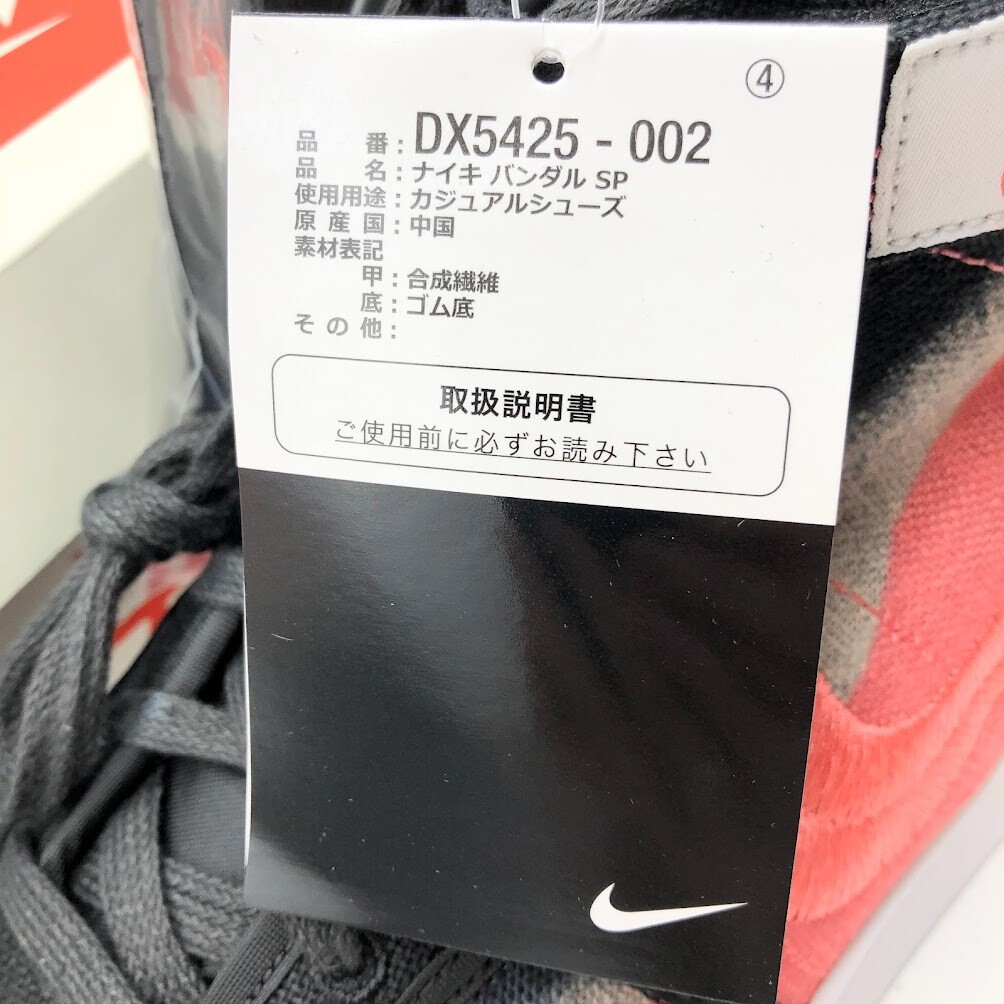 ④
品番：DX5425 - 002
品名：ナイキ バンダル SP
使用用途：カジュアルシューズ
原産国：中国
素材表記
甲：合成繊維
底：ゴム底
その他：
取扱説明書
ご使用前に必ずお読み下さい